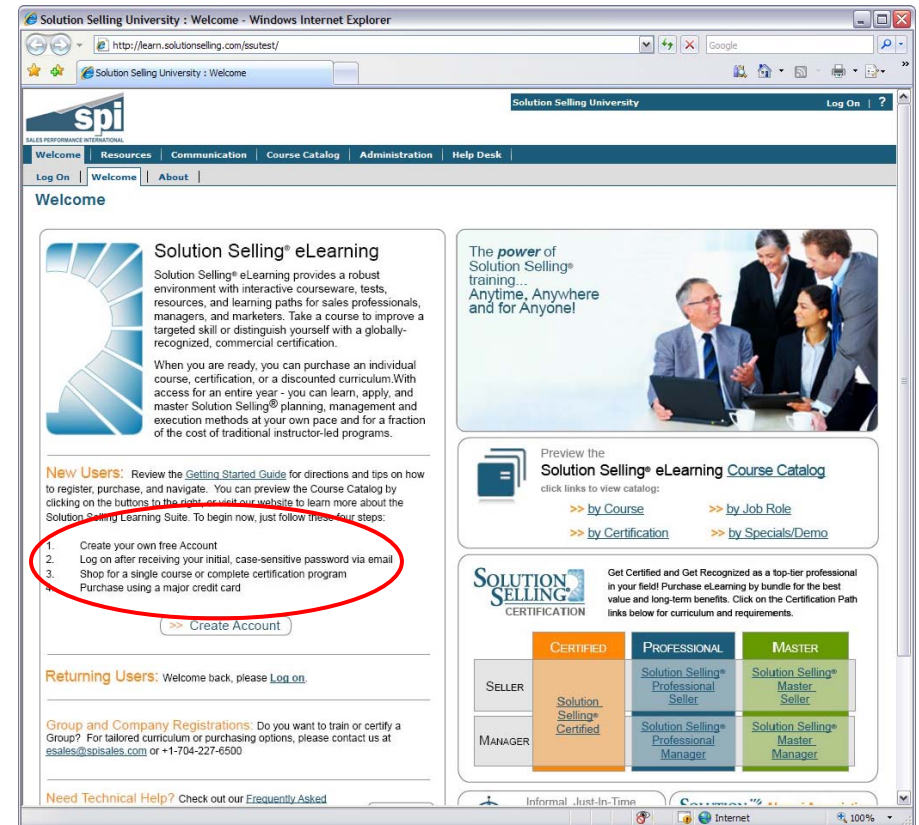 Solution Selling University : Welcome - Windows Internet Explorer
http://learn.solutionselling.com/ssutest/
Google
Solution Selling University : Welcome
spi
SALES PERFORMANCE INTERNATIONAL
Solution Selling University
Log On | ?
Welcome | Resources | Communication | Course Catalog | Administration | Help Desk |
Log On | Welcome | About |
Welcome
Solution Selling® eLearning
Solution Selling® eLearning provides a robust
environment with interactive courseware, tests,
resources, and learning paths for sales professionals,
managers, and marketers. Take a course to improve a
targeted skill or distinguish yourself with a globally-
recognized, commercial certification.
When you are ready, you can purchase an individual
course, certification, or a discounted curriculum.With
access for an entire year - you can learn, apply, and
master Solution Selling® planning, management and
execution methods at your own pace and for a fraction
of the cost of traditional instructor-led programs.
New Users: Review the Getting Started Guide for directions and tips on how
to register, purchase, and navigate. You can preview the Course Catalog by
clicking on the buttons to the right, or visit our website to learn more about the
Solution Selling Learning Suite. To begin now, just follow these four steps:
1. Create your own free Account
2. Log on after receiving your initial, case-sensitive password via email
3. Shop for a single course or complete certification program
4. Purchase using a major credit card
>> Create Account
Returning Users: Welcome back, please Log on.
Group and Company Registrations: Do you want to train or certify a
Group? For tailored curriculum or purchasing options, please contact us at
esales@spisales.com or +1-704-227-6500
Need Technical Help? Check out our Frequently Asked
The power of
Solution Selling®
training...
Anytime, Anywhere
and for Anyone!
Preview the
Solution Selling® eLearning Course Catalog
click links to view catalog:
>> by Course >> by Job Role
>> by Certification >> by Specials/Demo
SOLUTION
SELLING
CERTIFICATION
Get Certified and Get Recognized as a top-tier professional
in your field! Purchase eLearning by bundle for the best
value and long-term benefits. Click on the Certification Path
links below for curriculum and requirements.
CERTIFIED PROFESSIONAL MASTER
SELLER
Solution Selling® Certified
Solution Selling® Professional Seller
Solution Selling® Master Seller
MANAGER
Solution Selling® Professional Manager
Solution Selling® Master Manager
Informal, Just-In-Time
Internet
100%